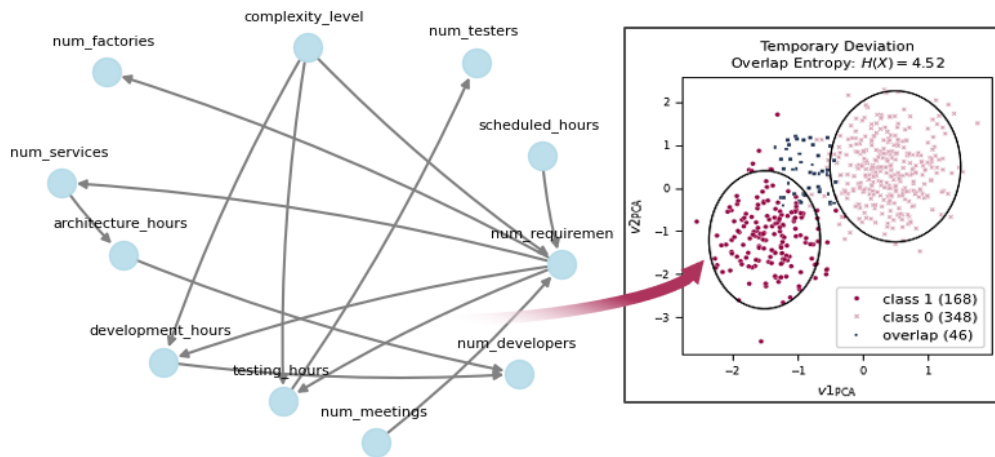 complexity_level
num_factories
num_testers
scheduled_hours
num_services
architecture_hours
num_requiremen
development_hours
testing_hours
num_developers
num_meetings
Temporary Deviation
Overlap Entropy: H(X) = 4.52
2
1
0
−1
−2
−3
v2PCA
class 1 (168)
class 0 (348)
overlap (46)
−2
−1
0
1
v1PCA